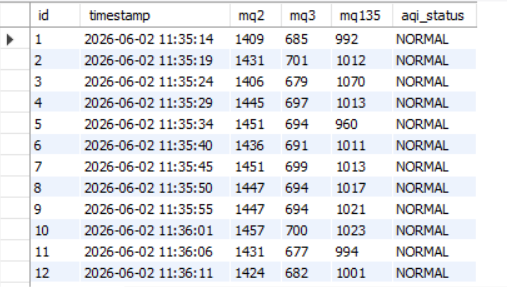 id timestamp mq2 mq3 mq135 aqi_status
1 2026-06-02 11:35:14 1409 685 992 NORMAL
2 2026-06-02 11:35:19 1431 701 1012 NORMAL
3 2026-06-02 11:35:24 1406 679 1070 NORMAL
4 2026-06-02 11:35:29 1445 697 1013 NORMAL
5 2026-06-02 11:35:34 1451 694 960 NORMAL
6 2026-06-02 11:35:40 1436 691 1011 NORMAL
7 2026-06-02 11:35:45 1451 699 1013 NORMAL
8 2026-06-02 11:35:50 1447 694 1017 NORMAL
9 2026-06-02 11:35:55 1447 694 1021 NORMAL
10 2026-06-02 11:36:01 1457 700 1023 NORMAL
11 2026-06-02 11:36:06 1431 677 994 NORMAL
12 2026-06-02 11:36:11 1424 682 1001 NORMAL